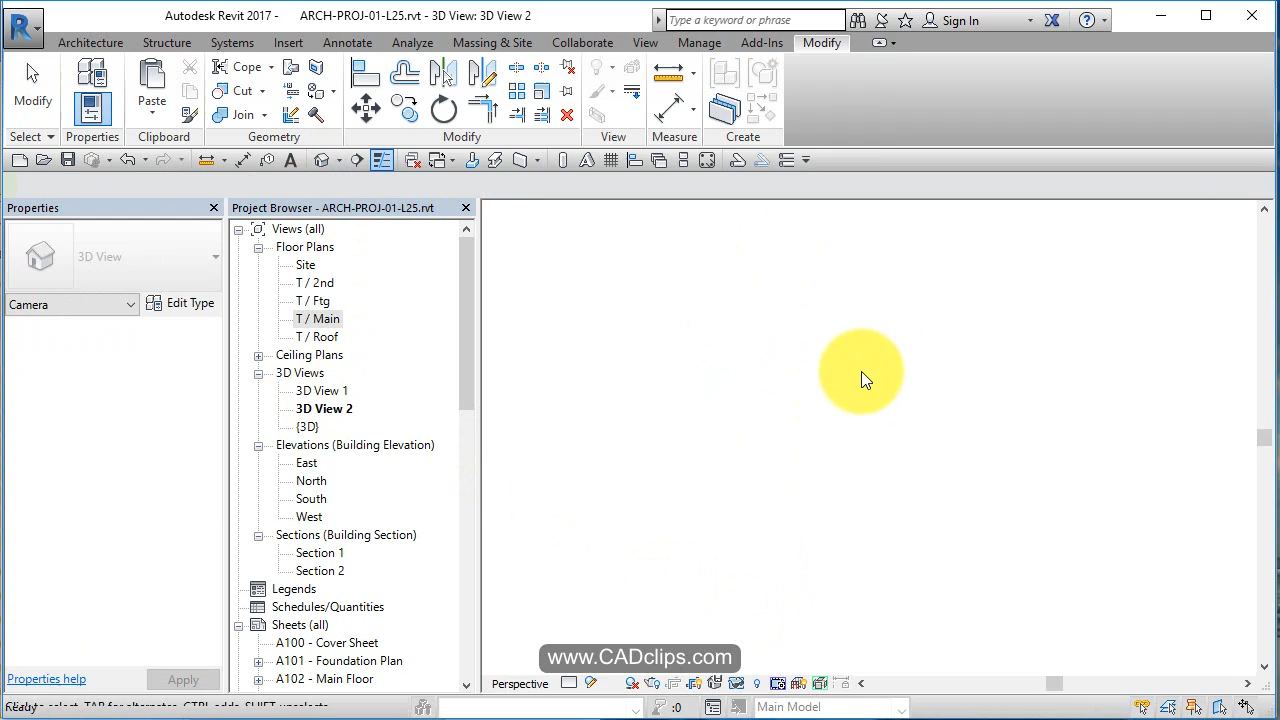 Autodesk Revit 2017 - ARCH-PROJ-01-L25.rvt - 3D View: 3D View 2
Type a keyword or phrase
Sign In
Architecture Structure Systems Insert Annotate Analyze Massing & Site Collaborate View Manage Add-Ins Modify
Modify
Paste
Cope
Cut
Join
Select Properties Clipboard Geometry Modify View Measure Create
Properties
3D View
Camera
Edit Type
Properties help
Apply
Project Browser - ARCH-PROJ-01-L25.rvt
Views (all)
Floor Plans
Site
T / 2nd
T / Ftg
T / Main
T / Roof
Ceiling Plans
3D Views
3D View 1
3D View 2
{3D}
Elevations (Building Elevation)
East
North
South
West
Sections (Building Section)
Section 1
Section 2
Legends
Schedules/Quantities
Sheets (all)
A100 - Cover Sheet
A101 - Foundation Plan
A102 - Main Floor
www.CADclips.com
Perspective
Ready
:0
Main Model